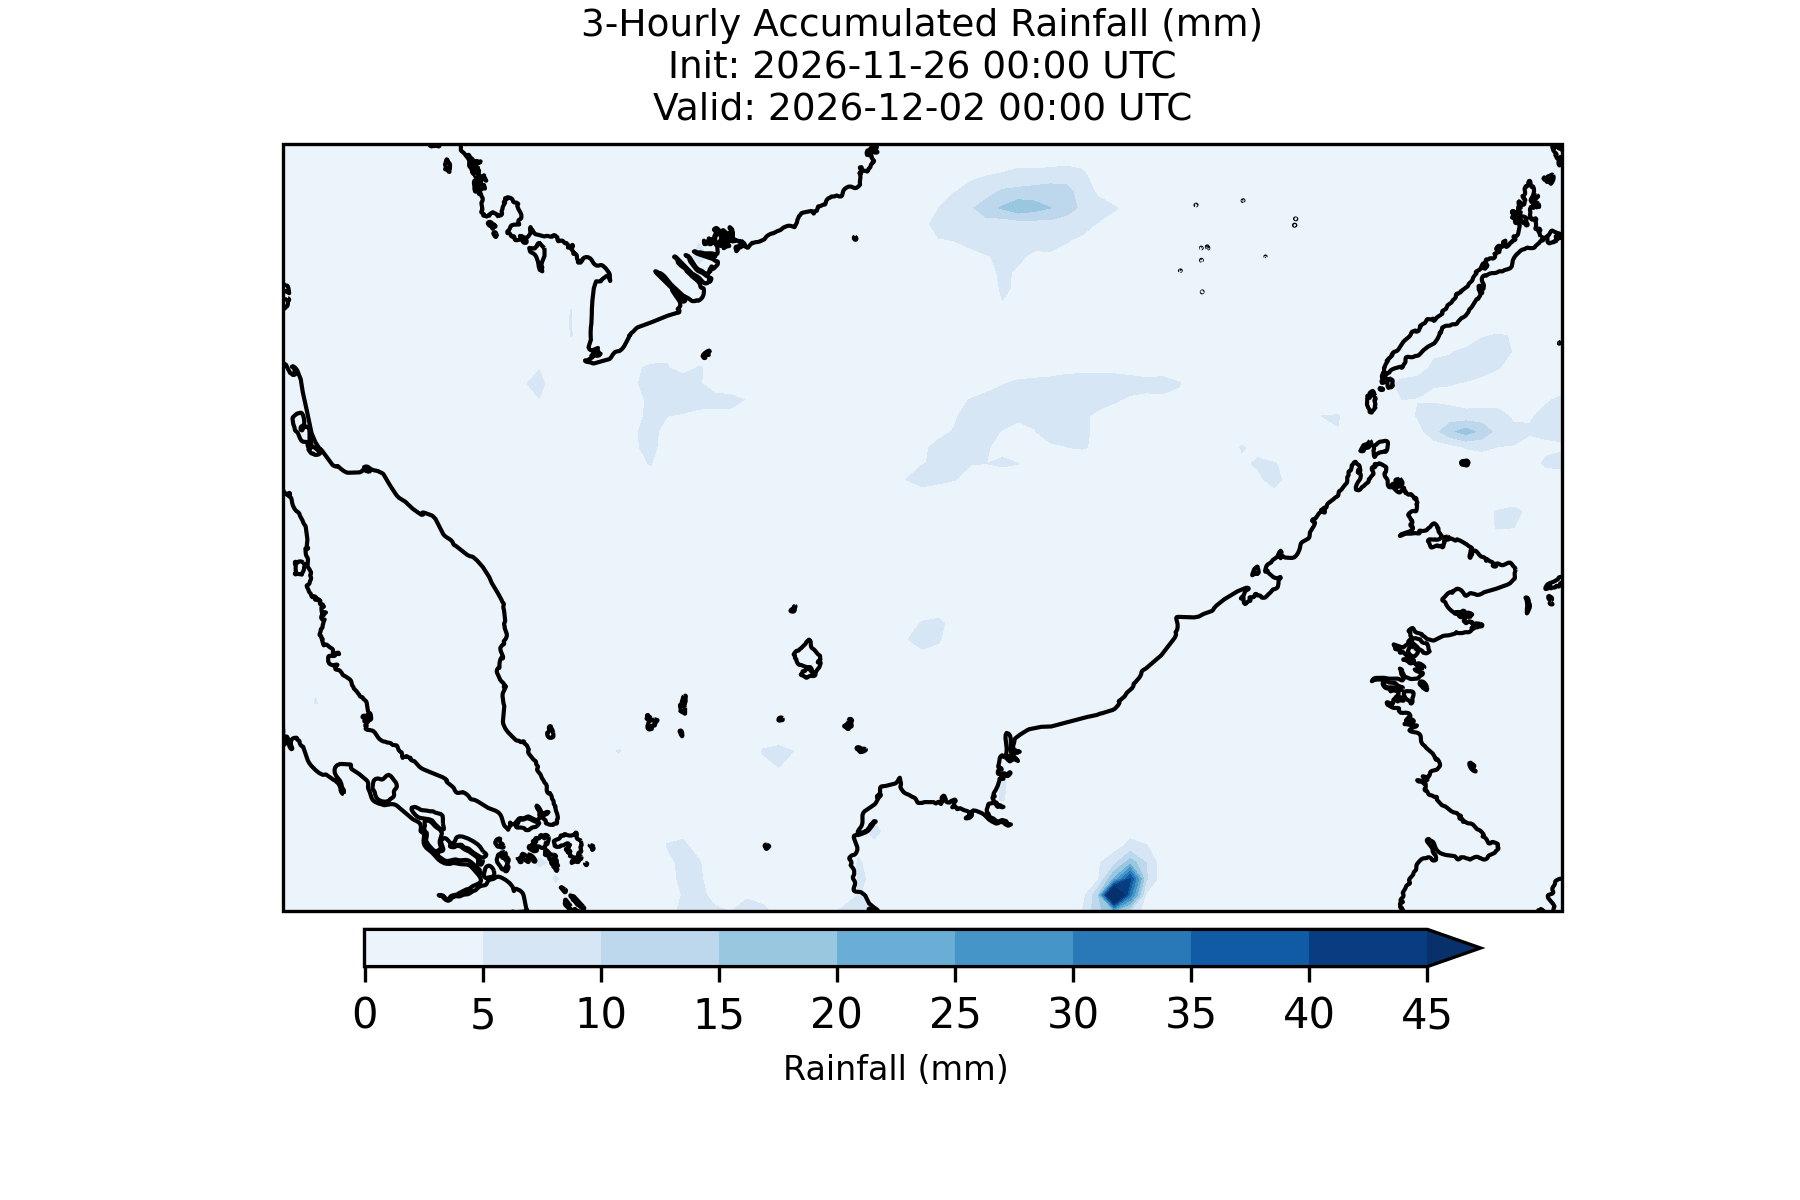 3-Hourly Accumulated Rainfall (mm)
Init: 2026-11-26 00:00 UTC
Valid: 2026-12-02 00:00 UTC
0 5 10 15 20 25 30 35 40 45
Rainfall (mm)